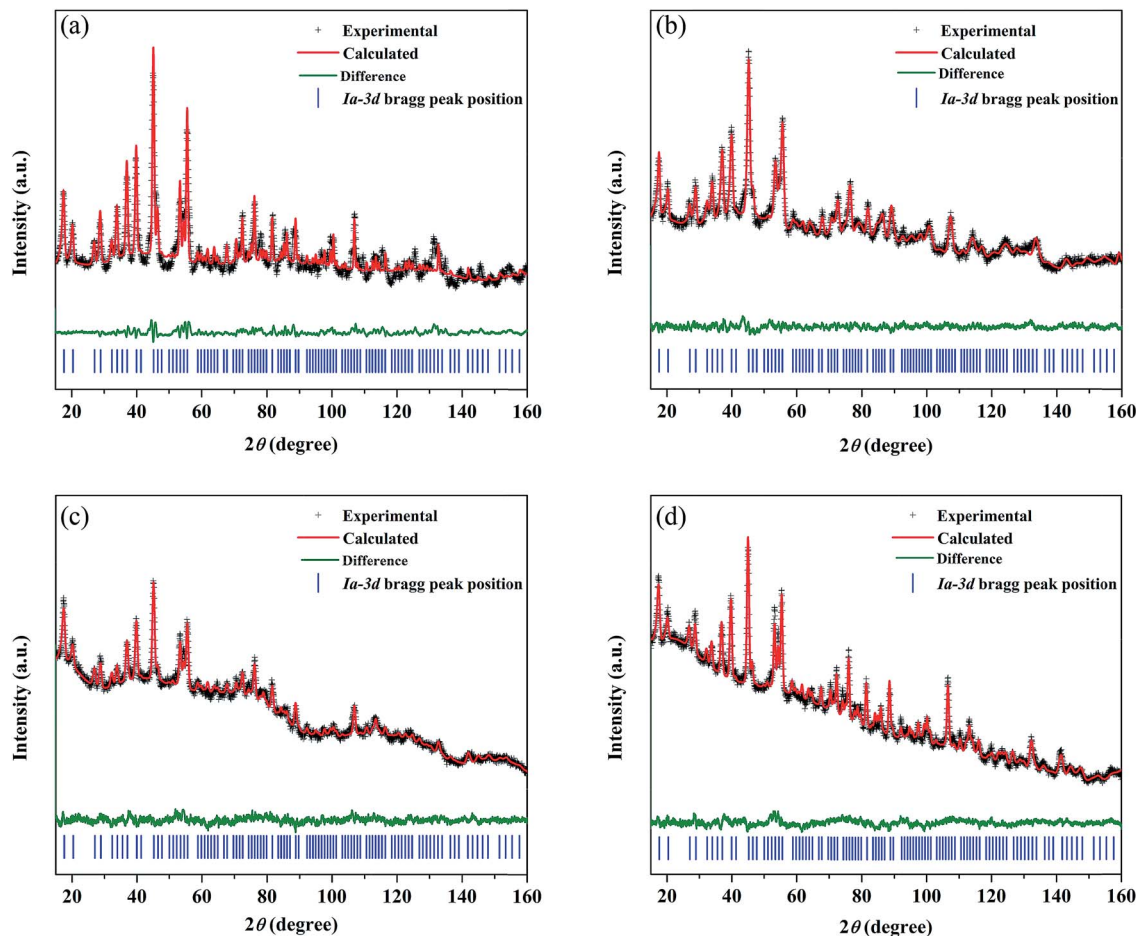 (a)
Experimental
Calculated
Difference
Ia-3d bragg peak position
Intensity (a.u.)
20 40 60 80 100 120 140 160
2θ (degree)
(b)
Experimental
Calculated
Difference
Ia-3d bragg peak position
Intensity (a.u.)
20 40 60 80 100 120 140 160
2θ (degree)
(c)
Experimental
Calculated
Difference
Ia-3d bragg peak position
Intensity (a.u.)
20 40 60 80 100 120 140 160
2θ (degree)
(d)
Experimental
Calculated
Difference
Ia-3d bragg peak position
Intensity (a.u.)
20 40 60 80 100 120 140 160
2θ (degree)